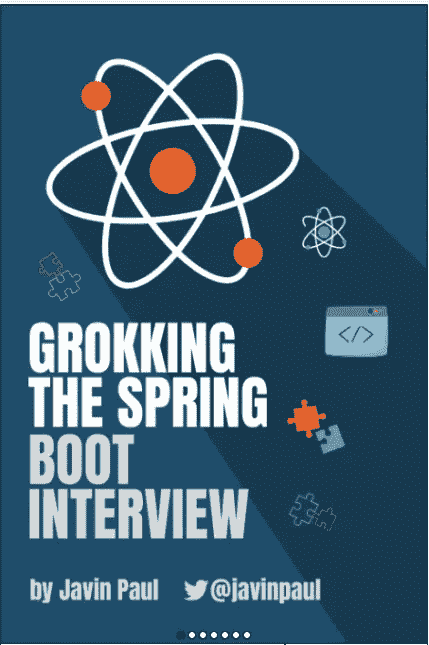 </>
GROKKING
THE SPRING
BOOT
INTERVIEW
by Javin Paul @javinpaul